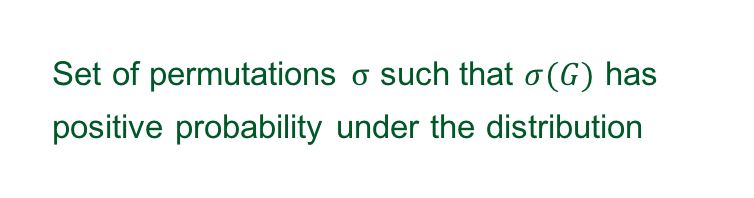 Set of permutations σ such that σ(G) has
positive probability under the distribution